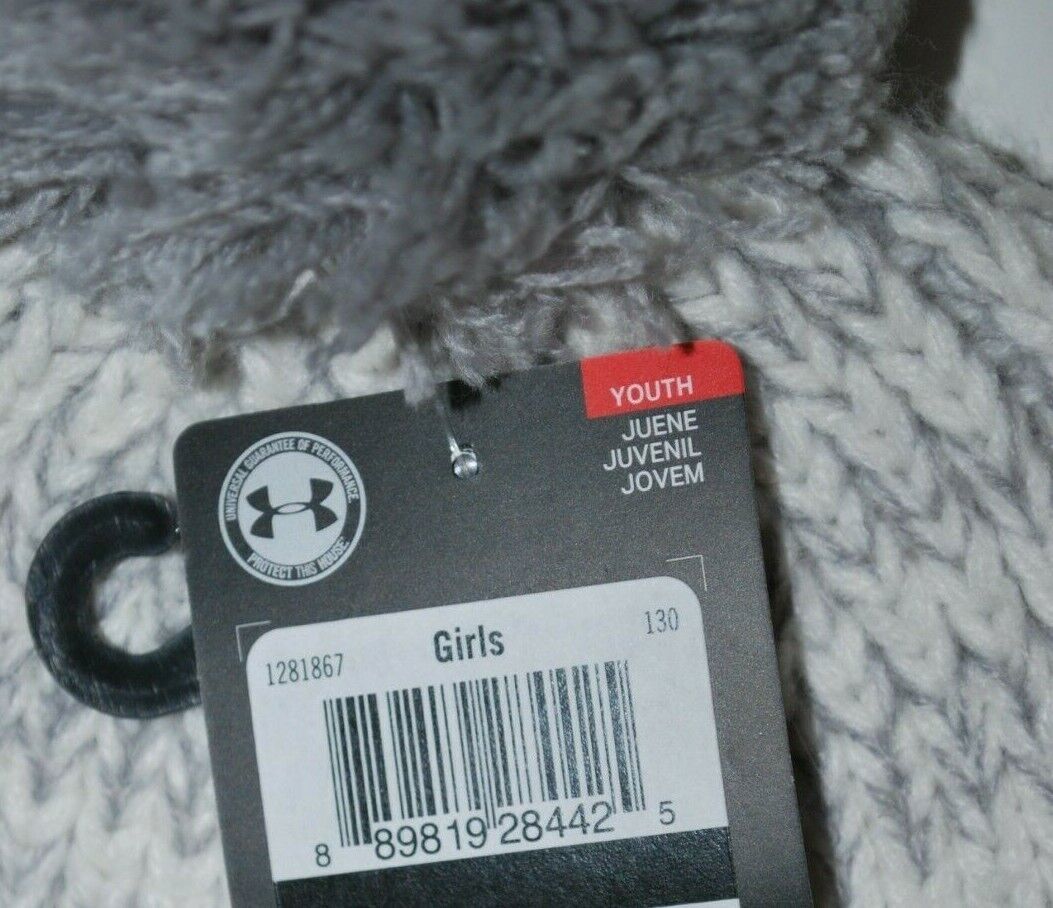 YOUTH
JUENE
JUVENIL
JOVEM
UNIVERSAL GUARANTEE OF PERFORMANCE
PROTECT THIS HOUSE
1281867
Girls
130
8 89819 28442 5